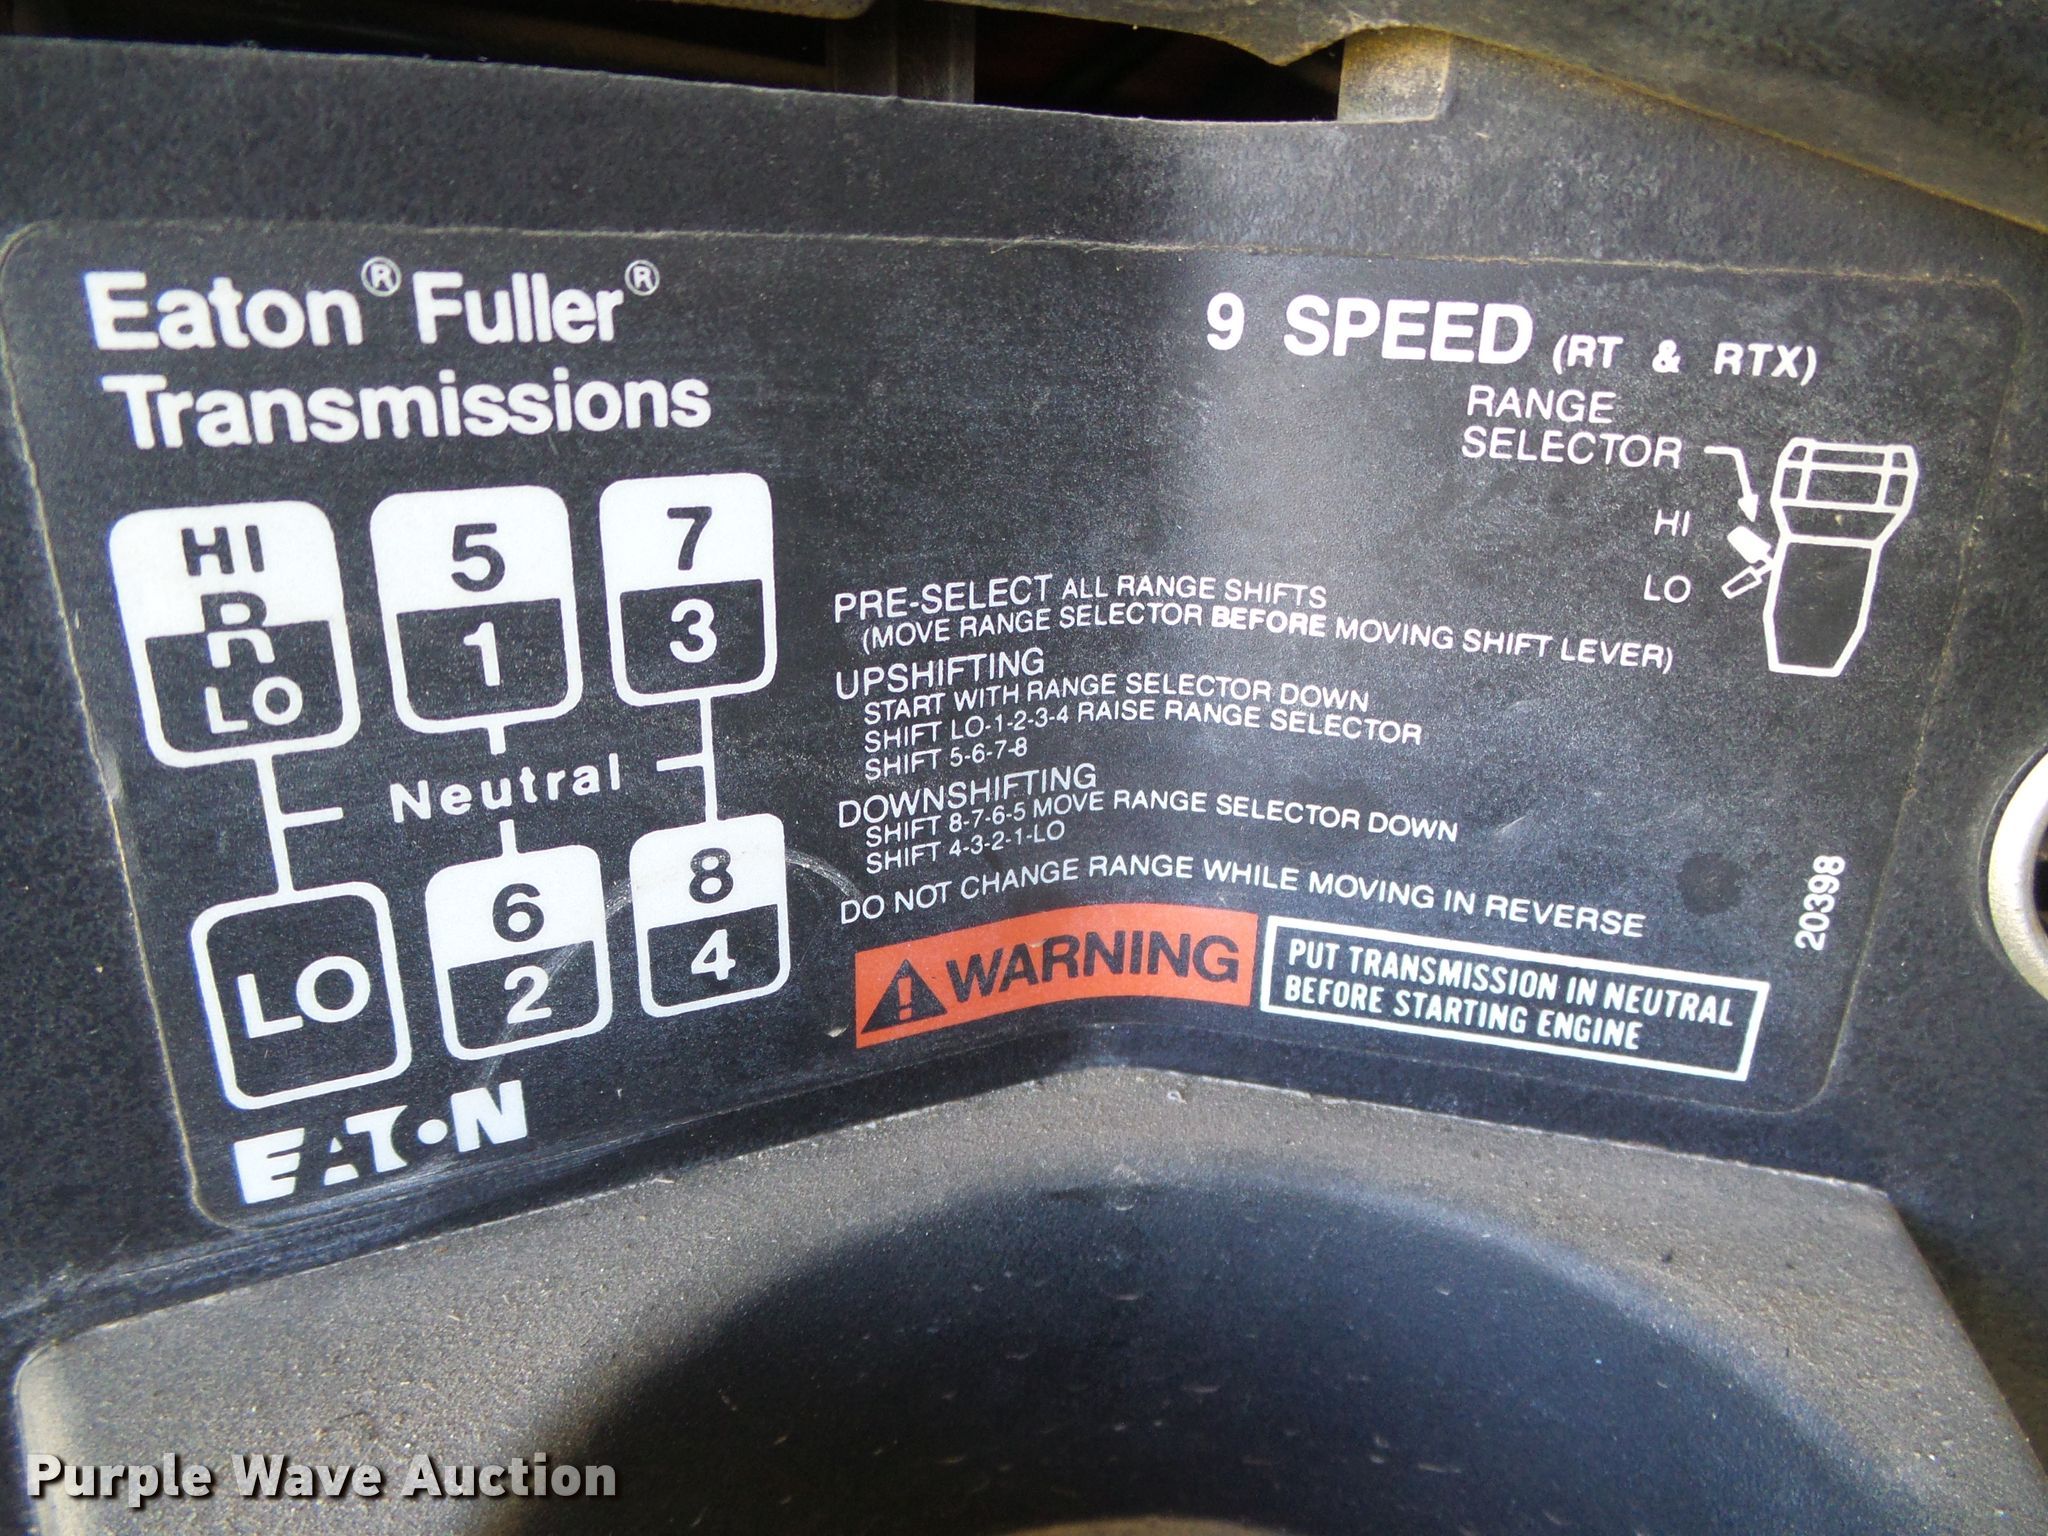 Eaton® Fuller®
Transmissions
9 SPEED (RT & RTX)
RANGE
SELECTOR
HI
LO
HI
R
R
LO
5
1
7
3
Neutral
LO
6
2
8
4
EATON
PRE-SELECT ALL RANGE SHIFTS
(MOVE RANGE SELECTOR BEFORE MOVING SHIFT LEVER)
UPSHIFTING
START WITH RANGE SELECTOR DOWN
SHIFT LO-1-2-3-4 RAISE RANGE SELECTOR
SHIFT 5-6-7-8
DOWNSHIFTING
SHIFT 8-7-6-5 MOVE RANGE SELECTOR DOWN
SHIFT 4-3-2-1-LO
DO NOT CHANGE RANGE WHILE MOVING IN REVERSE
WARNING
PUT TRANSMISSION IN NEUTRAL
BEFORE STARTING ENGINE
20398
Purple Wave Auction